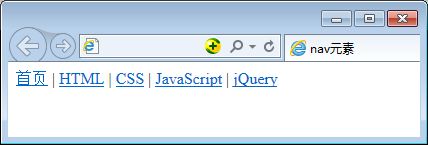 nav元素
首页 | HTML | CSS | JavaScript | jQuery